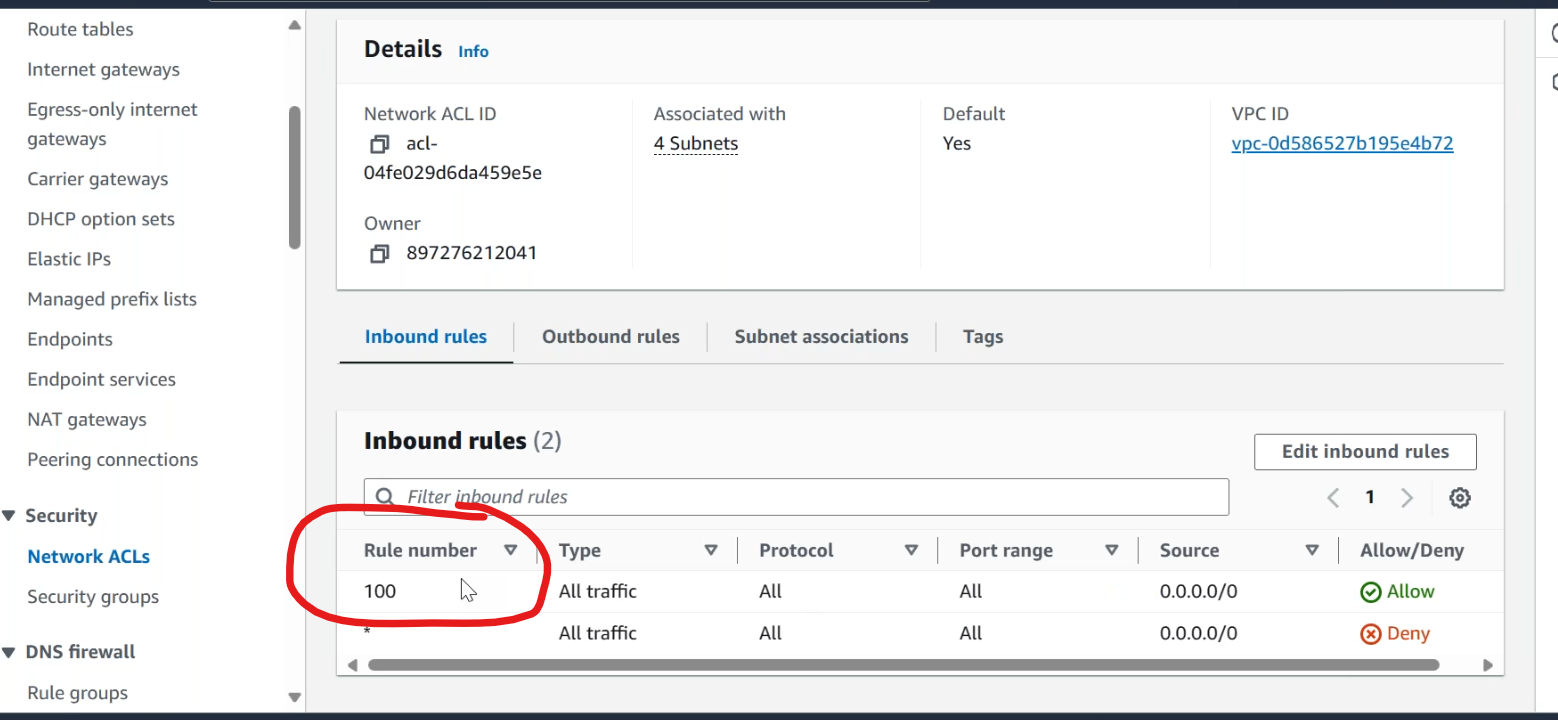 Route tables
Internet gateways
Egress-only internet
gateways
Carrier gateways
DHCP option sets
Elastic IPs
Managed prefix lists
Endpoints
Endpoint services
NAT gateways
Peering connections
Security
Network ACLs
Security groups
DNS firewall
Rule groups
Details Info
Network ACL ID
acl-
04fe029d6da459e5e
Owner
897276212041
Associated with
4 Subnets
Default
Yes
VPC ID
vpc-0d586527b195e4b72
Inbound rules Outbound rules Subnet associations Tags
Inbound rules (2)
Edit inbound rules
Filter inbound rules
1
Rule number Type Protocol Port range Source Allow/Deny
100 All traffic All All 0.0.0.0/0 Allow
* All traffic All All 0.0.0.0/0 Deny